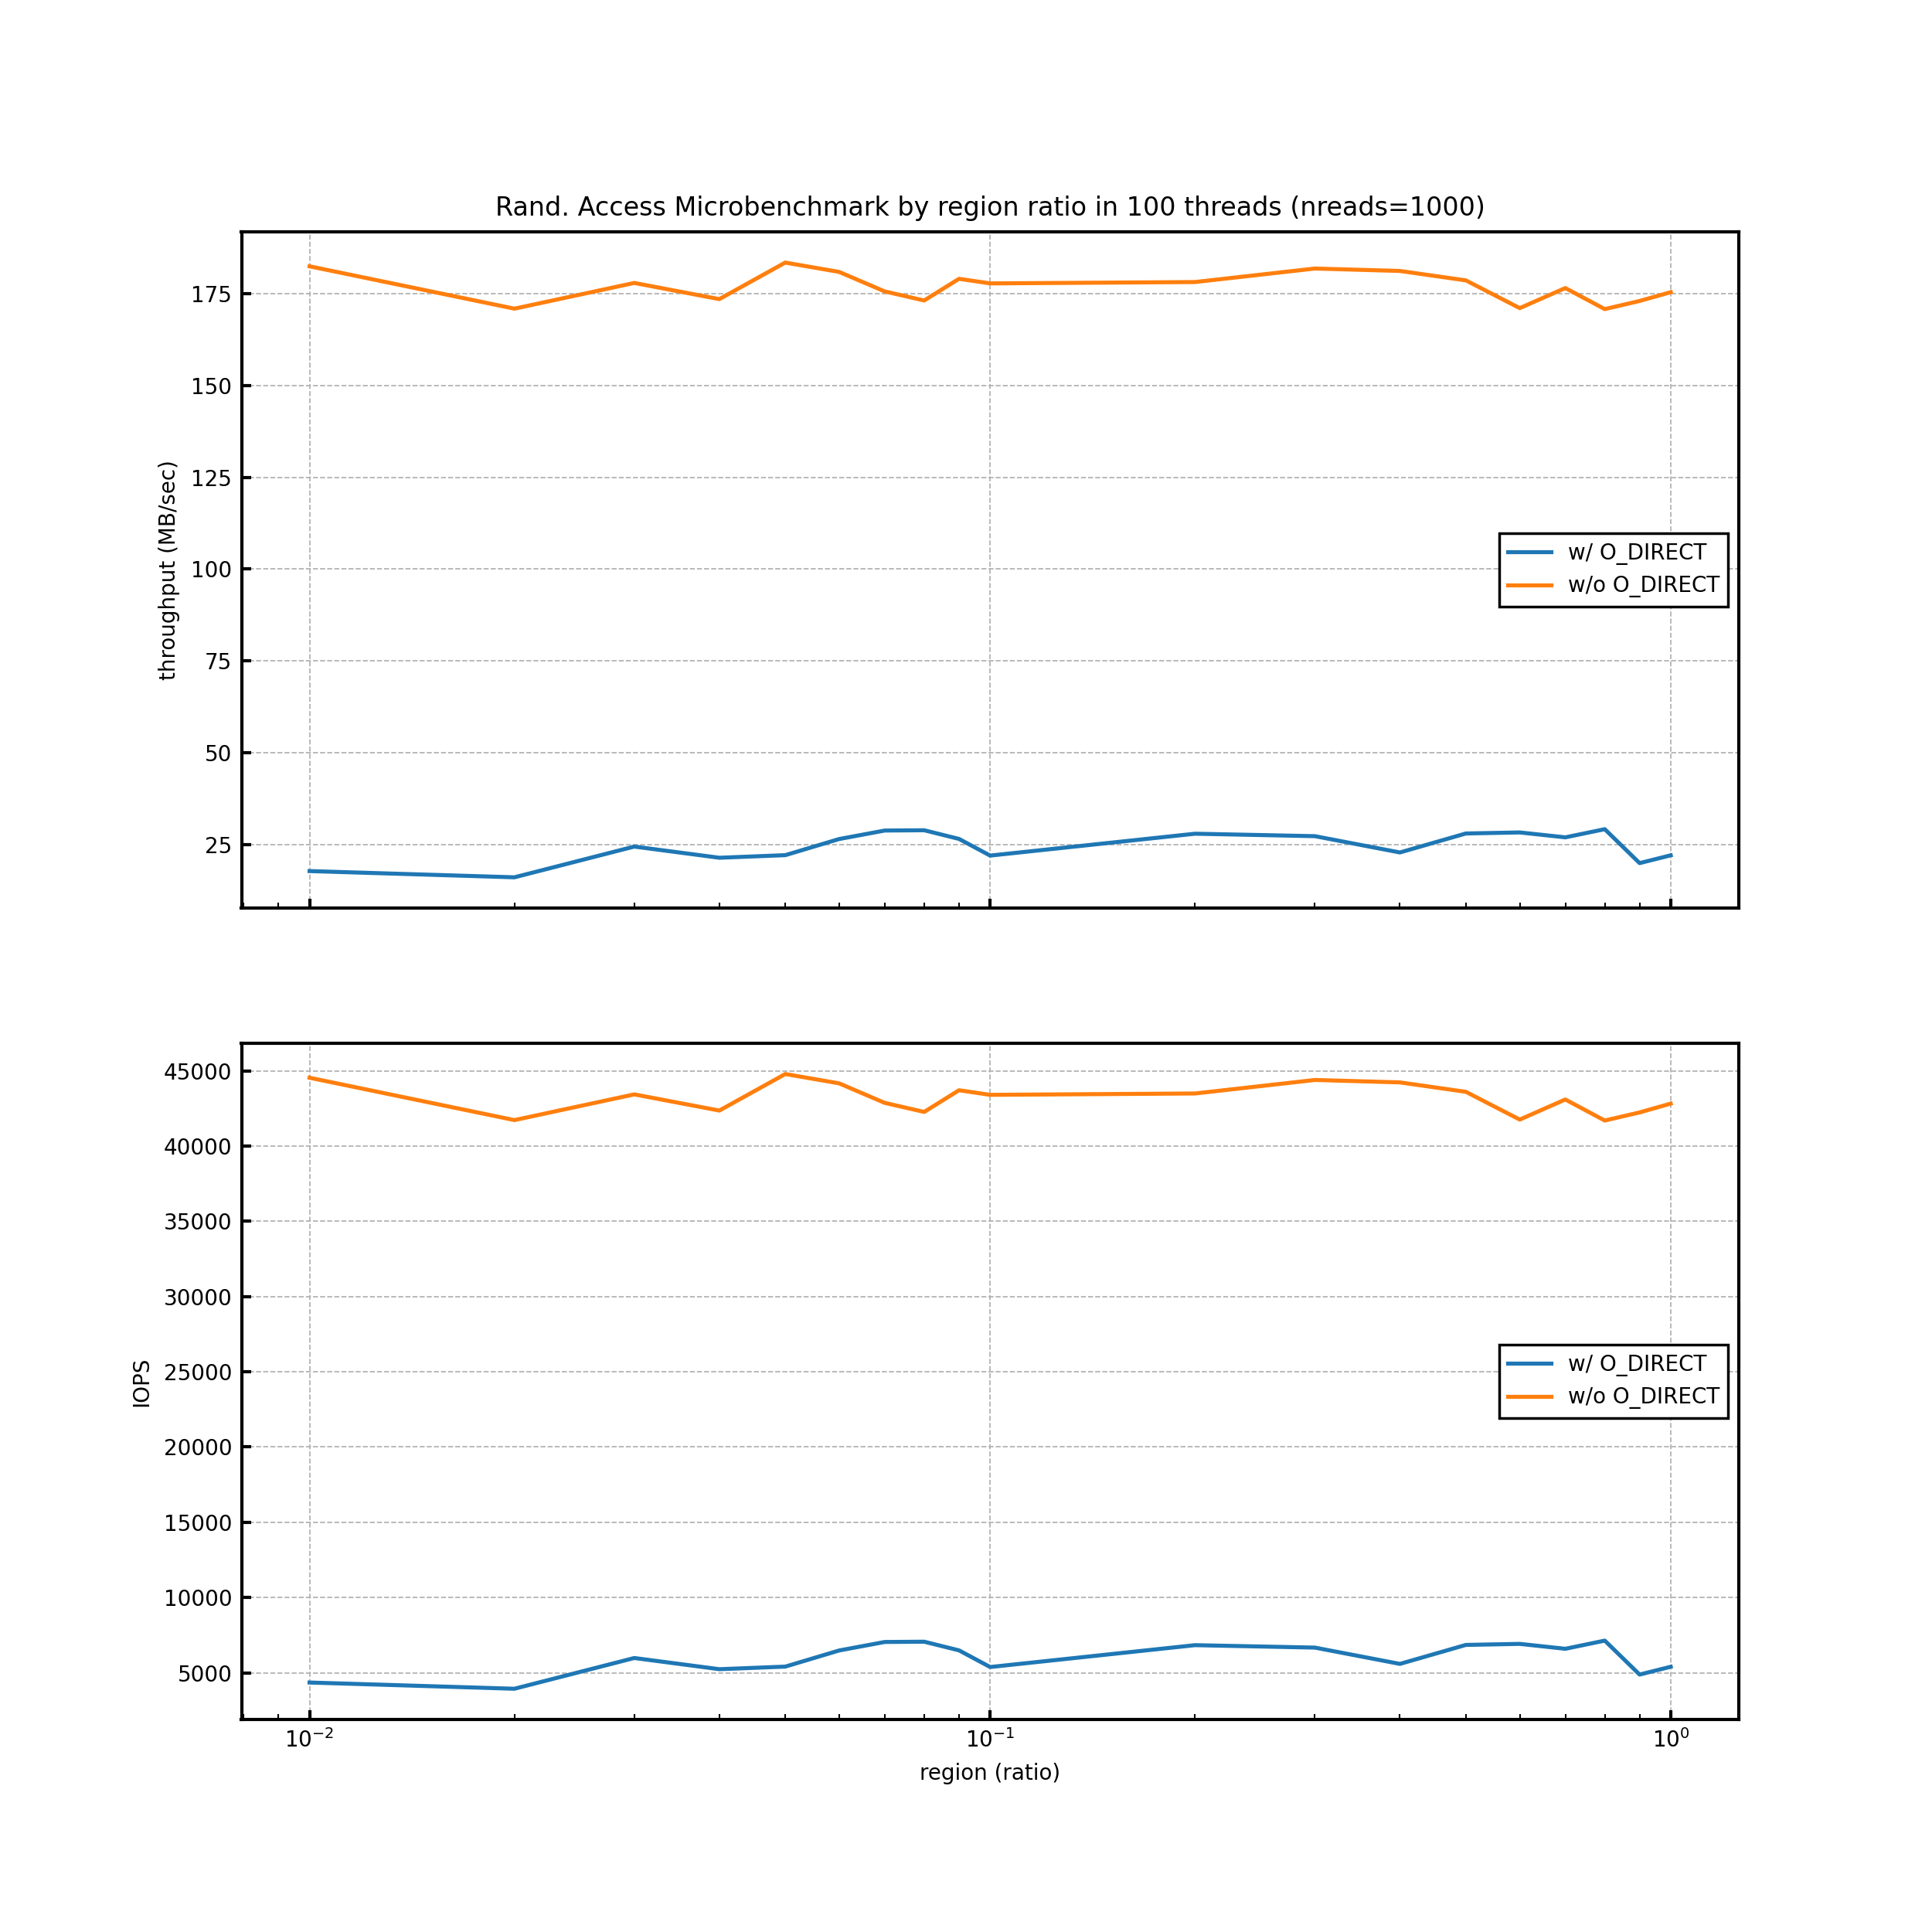 Rand. Access Microbenchmark by region ratio in 100 threads (nreads=1000)
175
150
125
100
75
50
25
throughput (MB/sec)
w/ O_DIRECT
w/o O_DIRECT
45000
40000
35000
30000
25000
20000
15000
10000
5000
IOPS
w/ O_DIRECT
w/o O_DIRECT
10⁻² 10⁻¹ 10⁰
region (ratio)